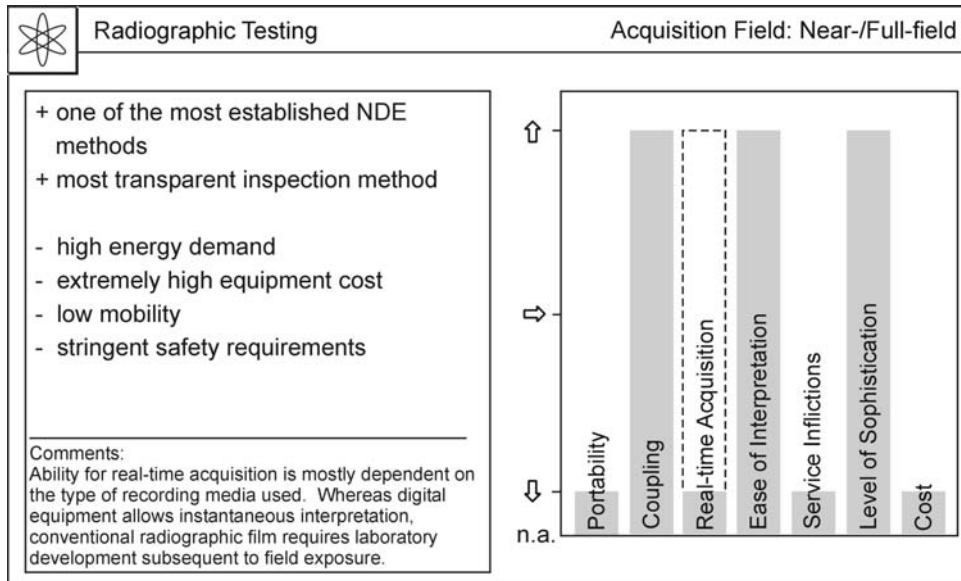 Radiographic Testing
Acquisition Field: Near-/Full-field
+ one of the most established NDE
methods
+ most transparent inspection method
- high energy demand
- extremely high equipment cost
- low mobility
- stringent safety requirements
Comments:
Ability for real-time acquisition is mostly dependent on
the type of recording media used. Whereas digital
equipment allows instantaneous interpretation,
conventional radiographic film requires laboratory
development subsequent to field exposure.
n.a.
Portability
Coupling
Real-time Acquisition
Ease of Interpretation
Service Inflictions
Level of Sophistication
Cost